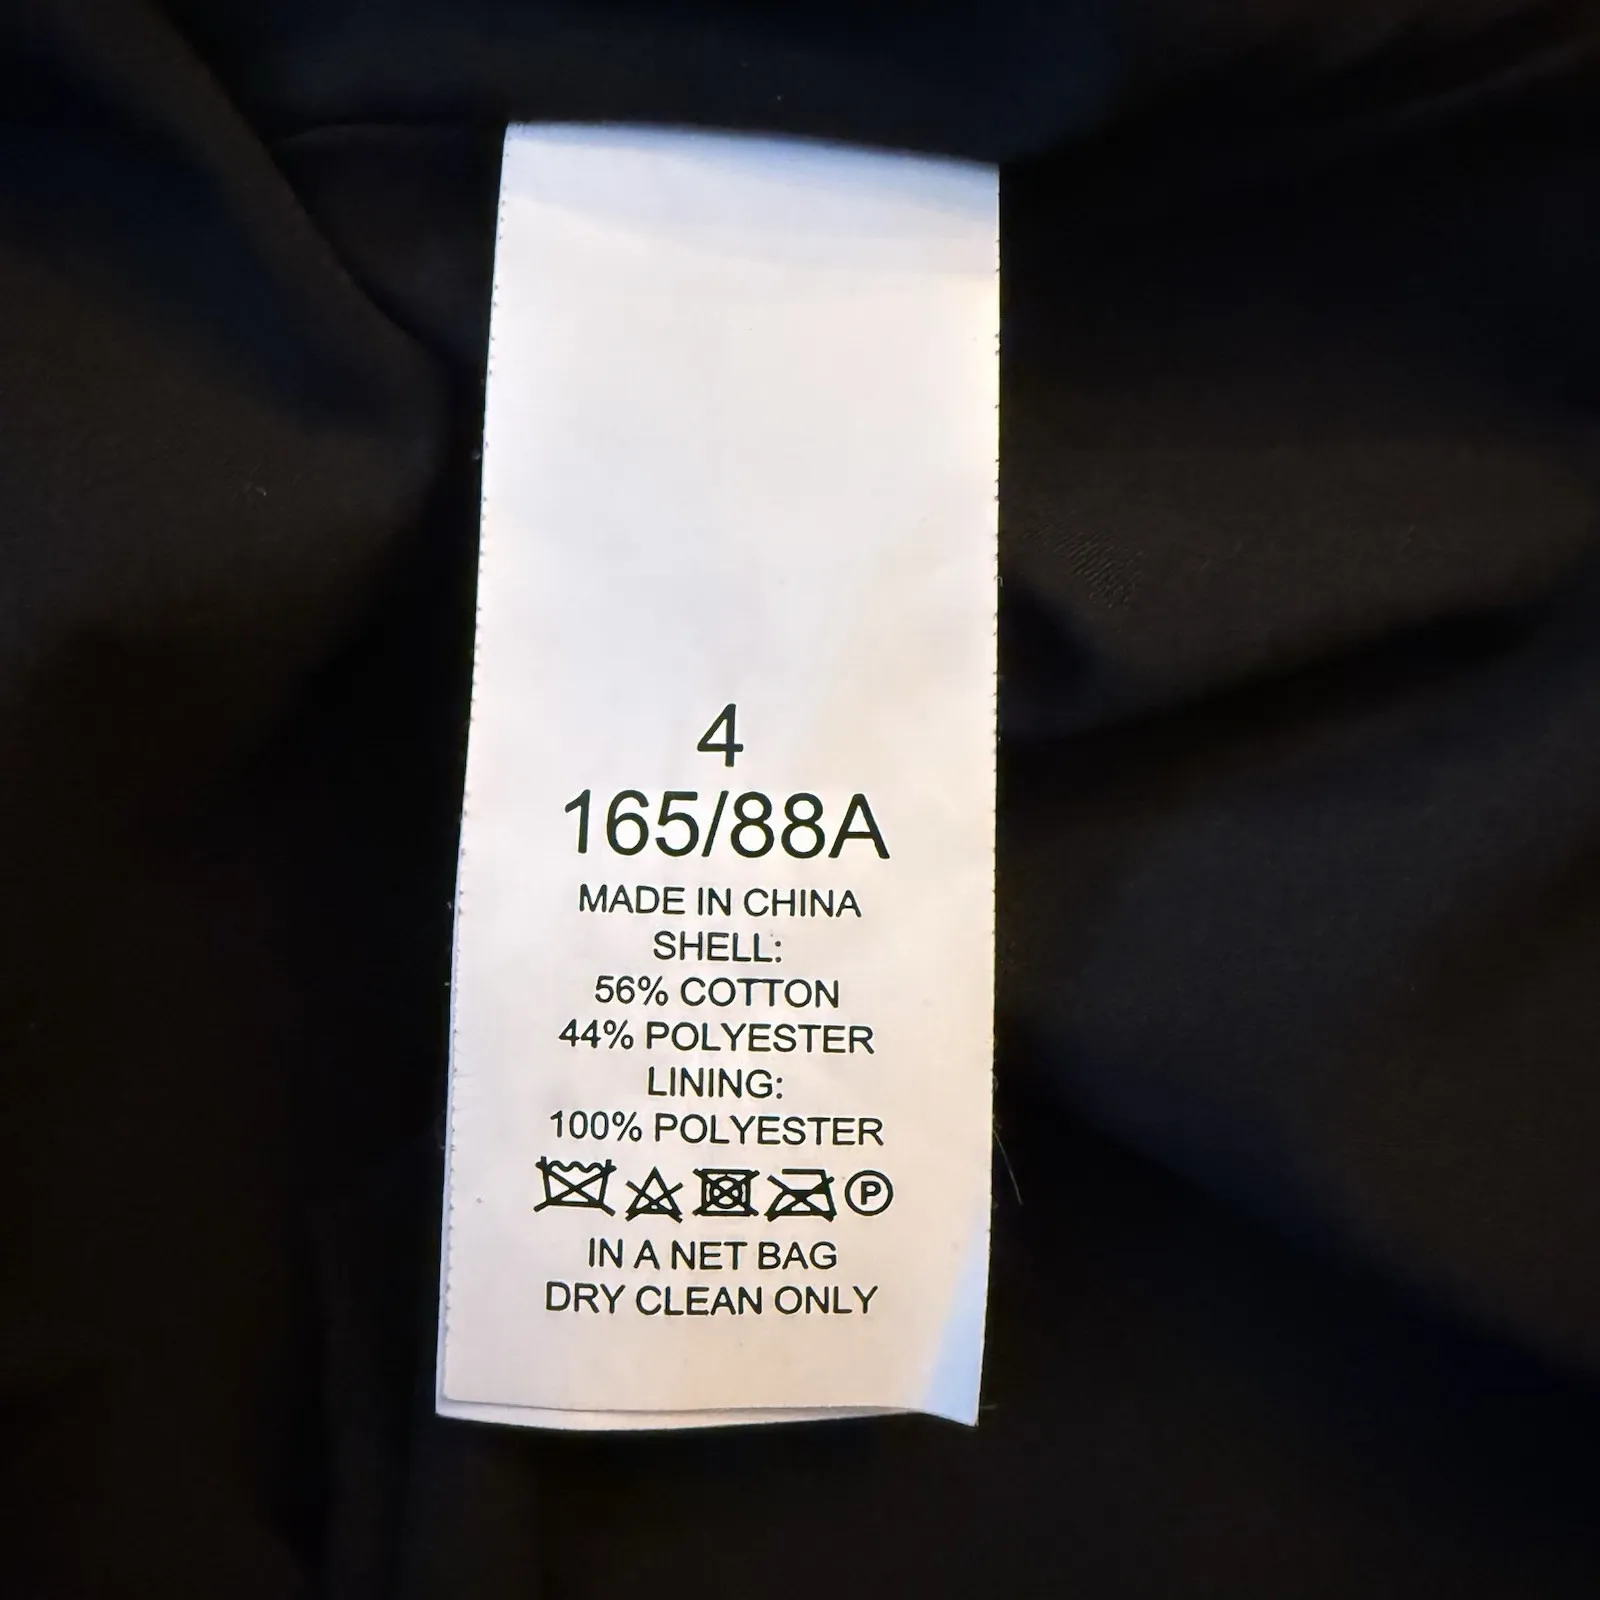 4
165/88A
MADE IN CHINA
SHELL:
56% COTTON
44% POLYESTER
LINING:
100% POLYESTER
P
IN A NET BAG
DRY CLEAN ONLY